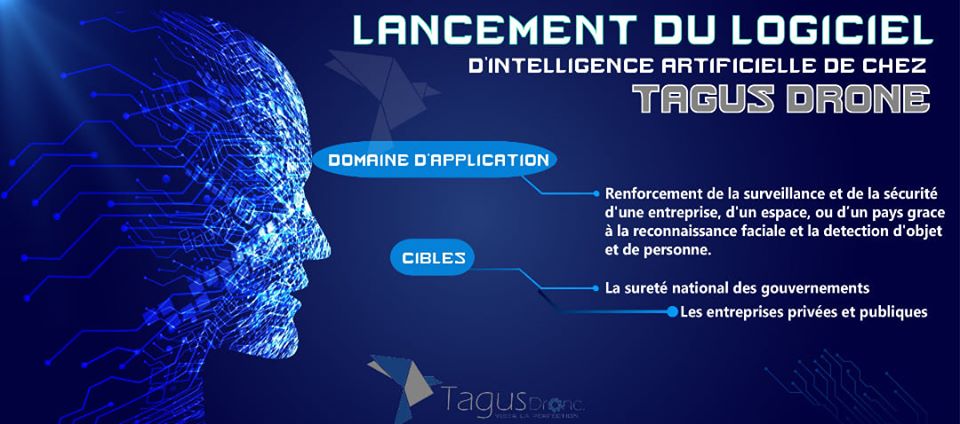 LANCEMENT DU LOGICIEL
D'INTELLIGENCE ARTIFICIELLE DE CHEZ
TAGUS DRONE
DOMAINE D'APPLICATION
Renforcement de la surveillance et de la sécurité
d'une entreprise, d'un espace, ou d'un pays grace
à la reconnaissance faciale et la detection d'objet
et de personne.
CIBLES
La sureté national des gouvernements
Les entreprises privées et publiques
Tagus Drone
VISER LA PERFECTION